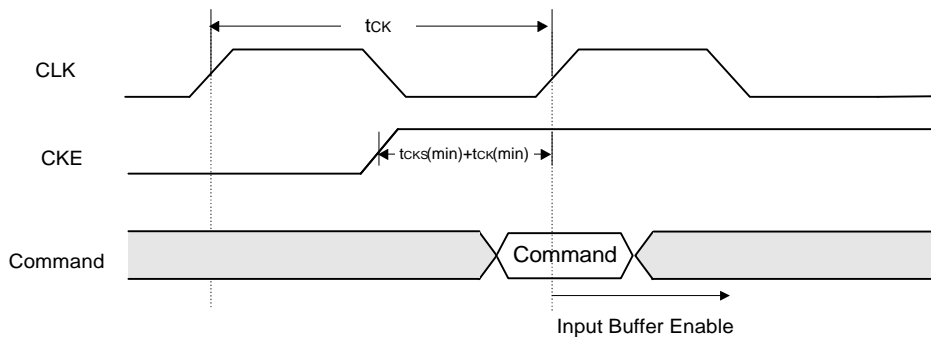 tCK
CLK
CKE
tCKS(min)+tCK(min)
Command
Command
Input Buffer Enable